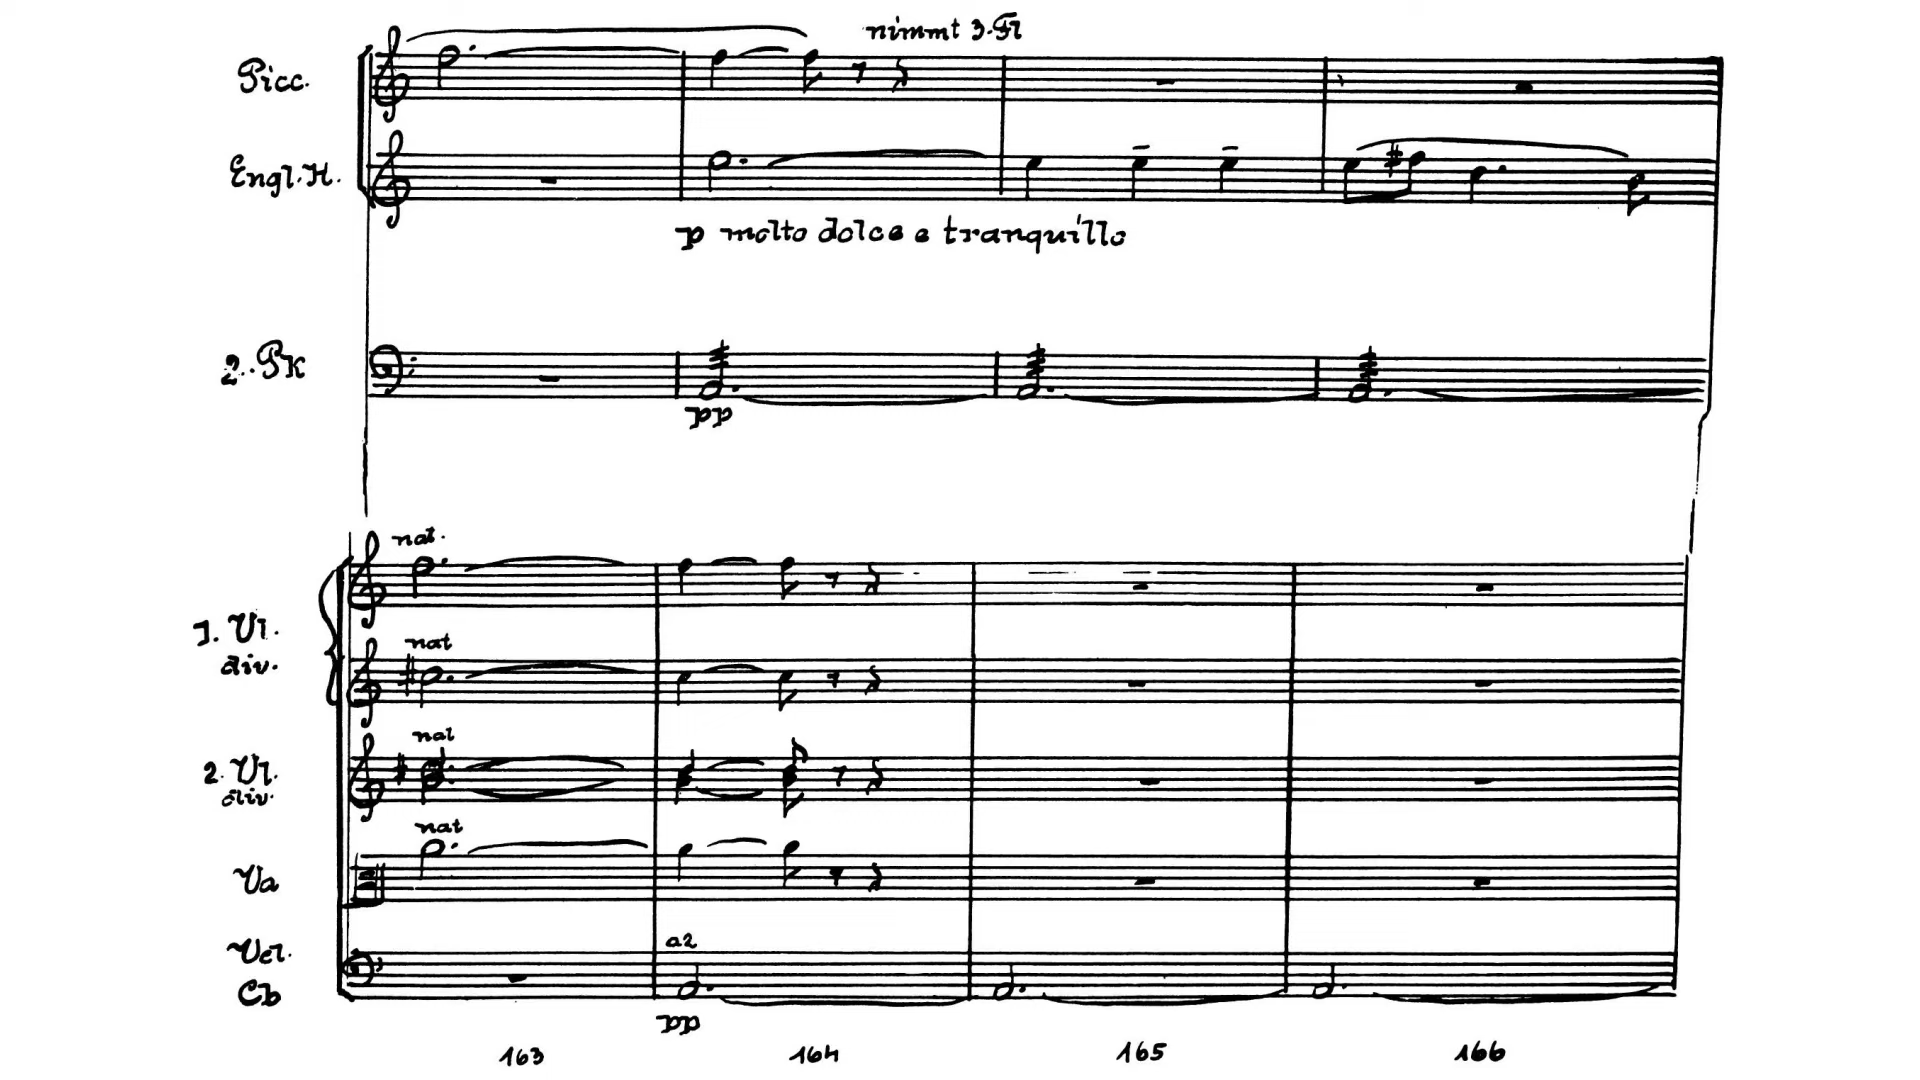 nimmt 3. Fl
Picc.
Engl. H.
p molto dolce e tranquillo
2. Pk
pp
nat.
1. Vl.
div.
nat
nat
2. Vl.
div.
nat
Va
a2
Vcl.
Cb
pp
163 164 165 166